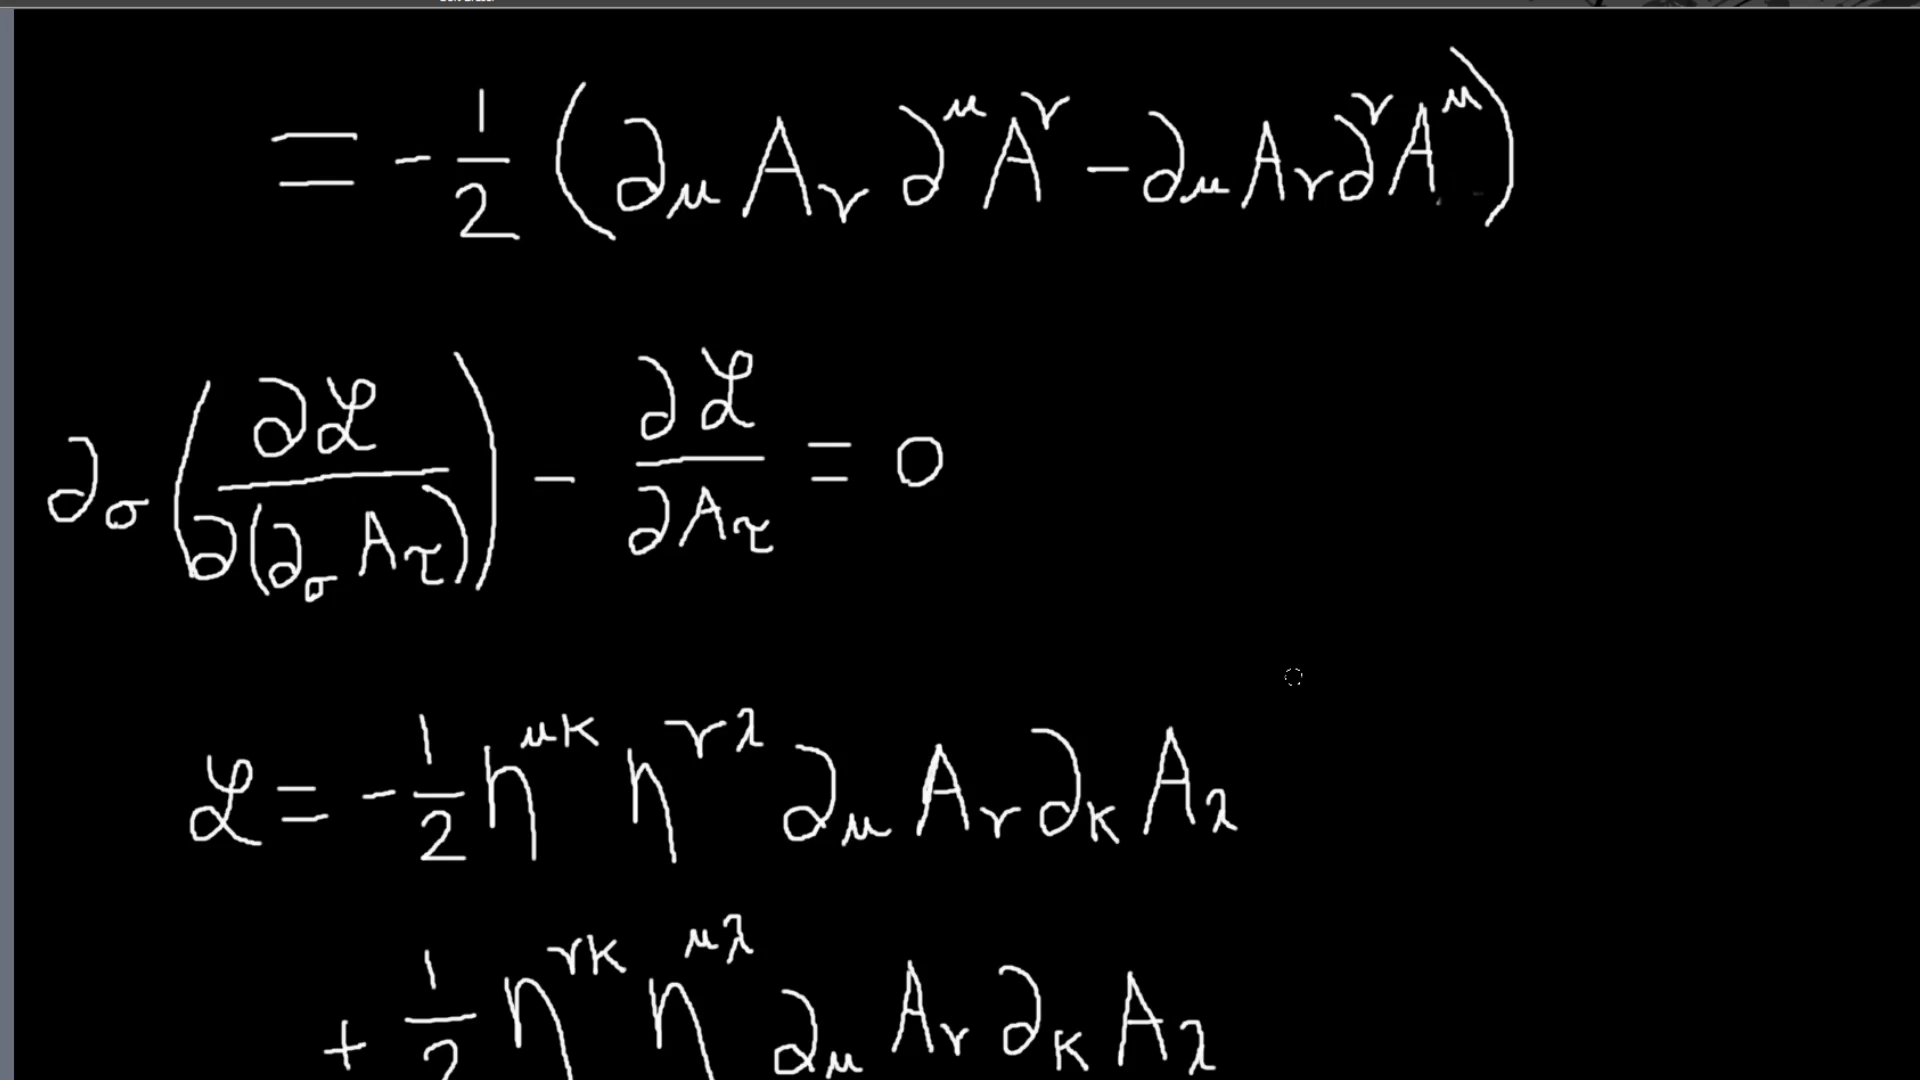 = -1/2 (∂_μ A_ν ∂^μ A^ν - ∂_μ A_ν ∂^ν A^μ)
∂_σ (∂ℒ / ∂(∂_σ A_τ)) - ∂ℒ / ∂A_τ = 0
ℒ = -1/2 η^{μκ} η^{νλ} ∂_μ A_ν ∂_κ A_λ
+ 1/2 η^{νκ} η^{μλ} ∂_μ A_ν ∂_κ A_λ